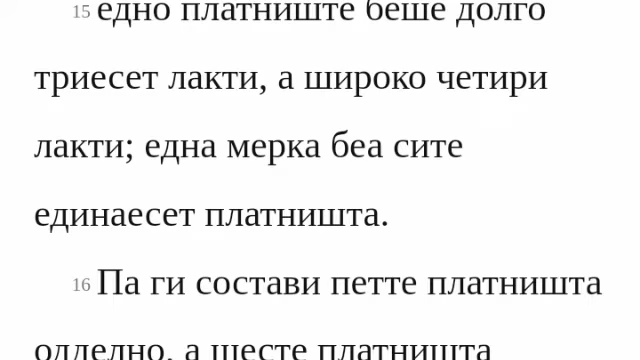 15 едно платниште беше долго
триесет лакти, а широко четири
лакти; една мерка беа сите
единаесет платништа.
16 Па ги состави петте платништа
одделно, а шесте платништа